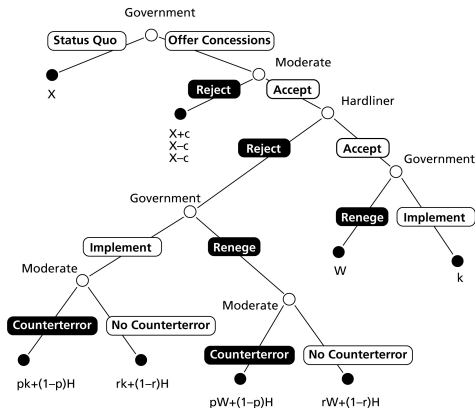 Government
Status Quo Offer Concessions
Moderate
X
Reject Accept
Hardliner
X+c
X–c
X–c
Reject Accept
Government
Government
Renege Implement
Implement Renege
W k
Moderate
Moderate
Counterterror No Counterterror
Counterterror No Counterterror
pk+(1–p)H rk+(1–r)H
pW+(1–p)H rW+(1–r)H